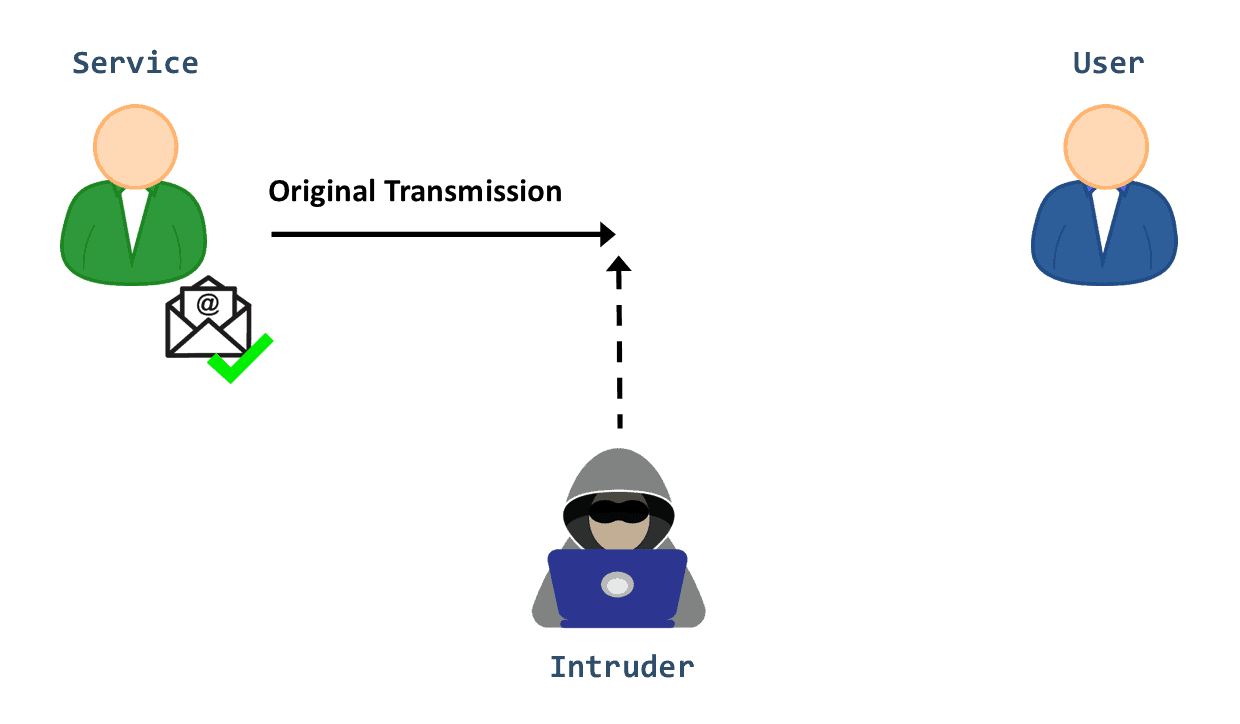 Service
User
Original Transmission
@
Intruder